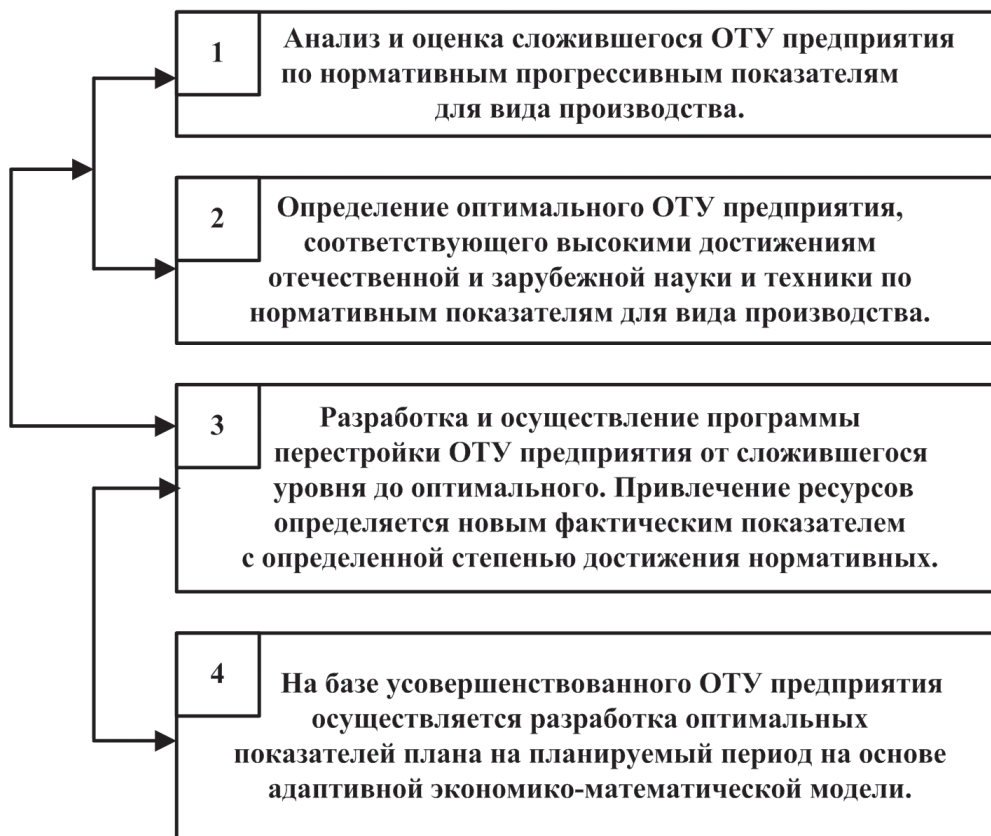 1
Анализ и оценка сложившегося ОТУ предприятия
по нормативным прогрессивным показателям
для вида производства.
2
Определение оптимального ОТУ предприятия,
соответствующего высокими достижениям
отечественной и зарубежной науки и техники по
нормативным показателям для вида производства.
3
Разработка и осуществление программы
перестройки ОТУ предприятия от сложившегося
уровня до оптимального. Привлечение ресурсов
определяется новым фактическим показателем
с определенной степенью достижения нормативных.
4
На базе усовершенствованного ОТУ предприятия
осуществляется разработка оптимальных
показателей плана на планируемый период на основе
адаптивной экономико-математической модели.